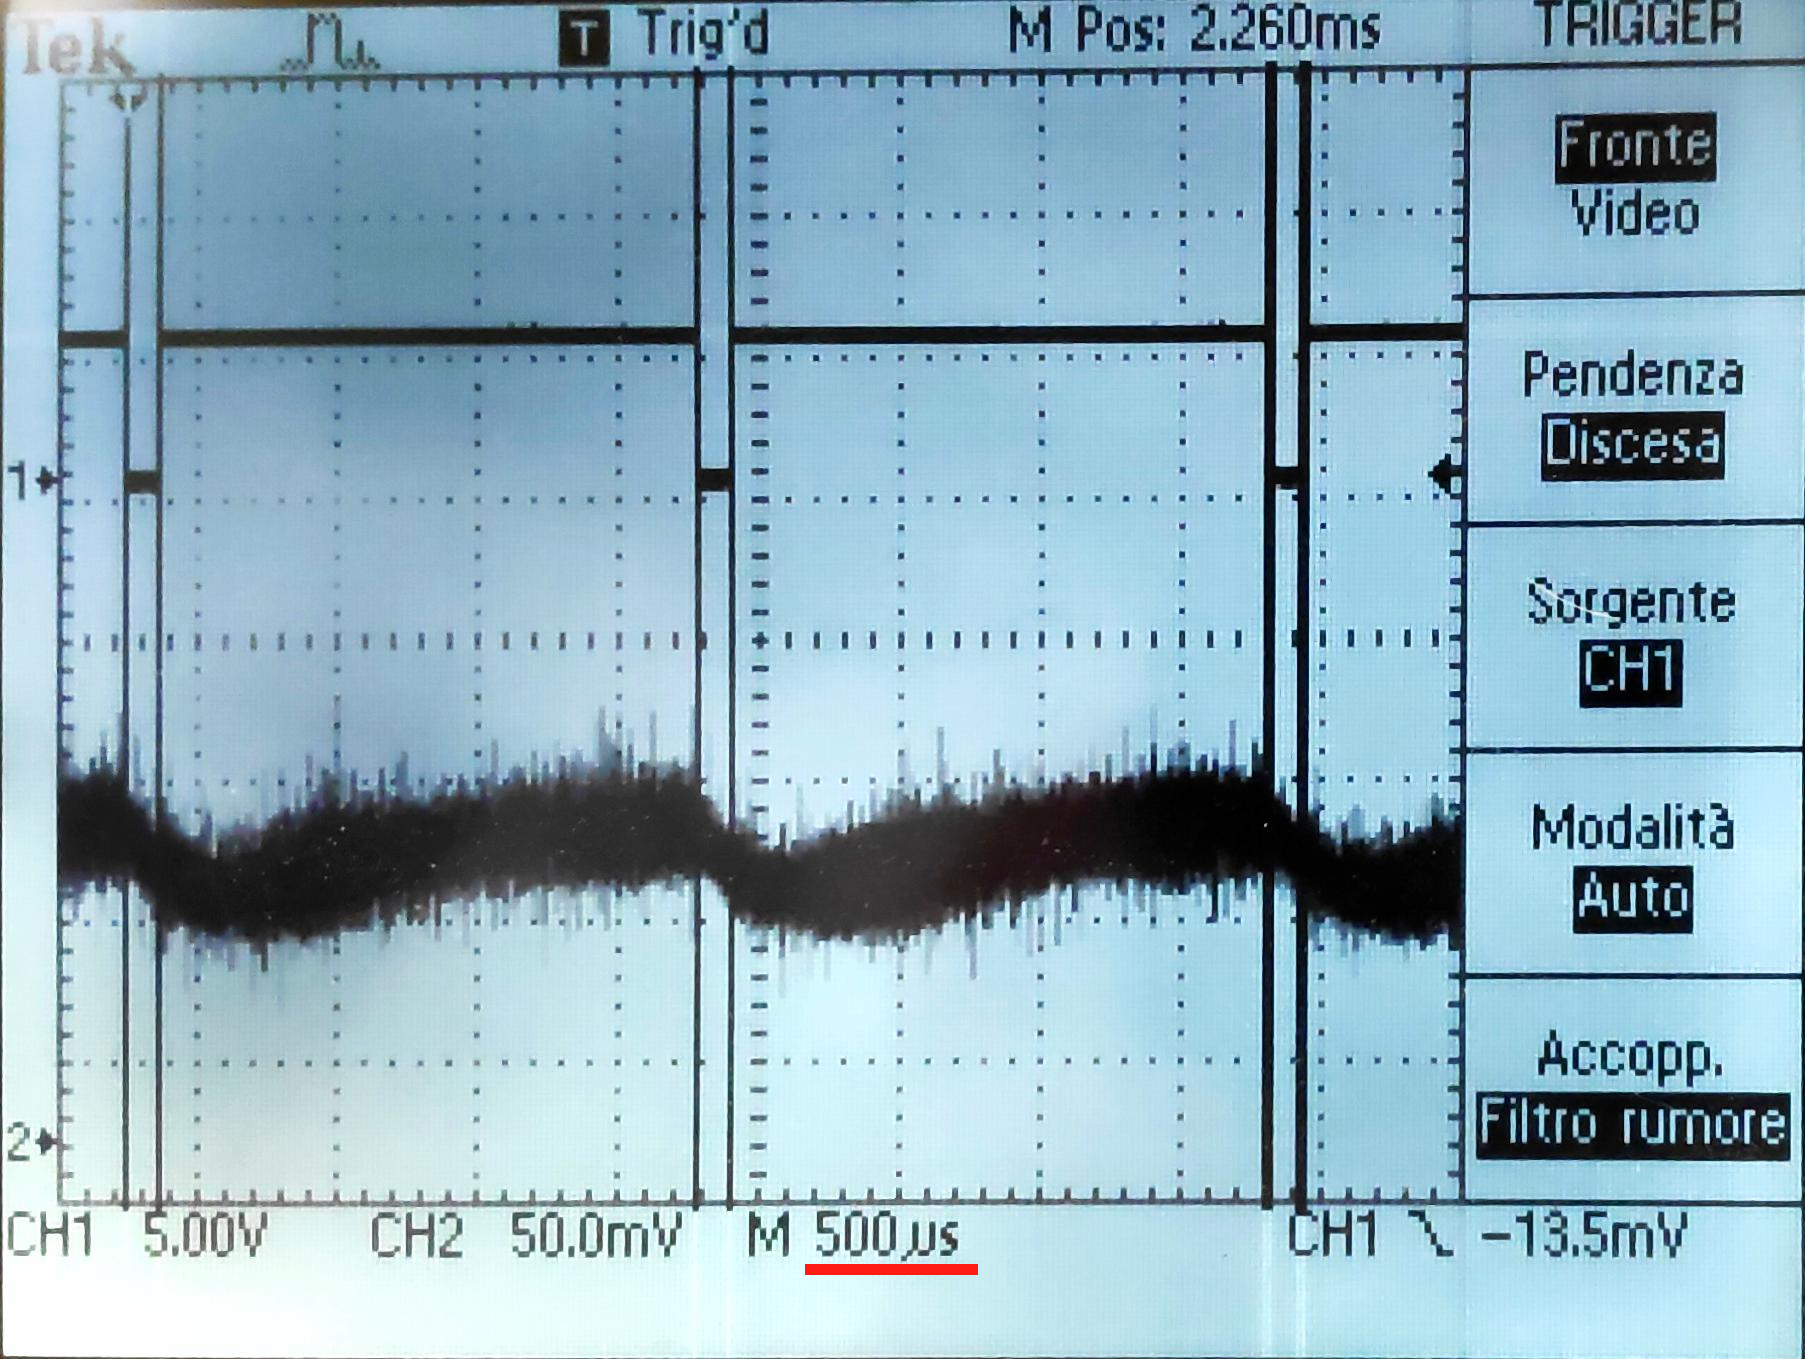 Tek T Trig'd M Pos: 2.260ms TRIGGER
Fronte
Video
Pendenza
Discesa
1
Sorgente
CH1
Modalità
Auto
Accopp.
Filtro rumore
2
CH1 5.00V CH2 50.0mV M 500µs CH1 -13.5mV